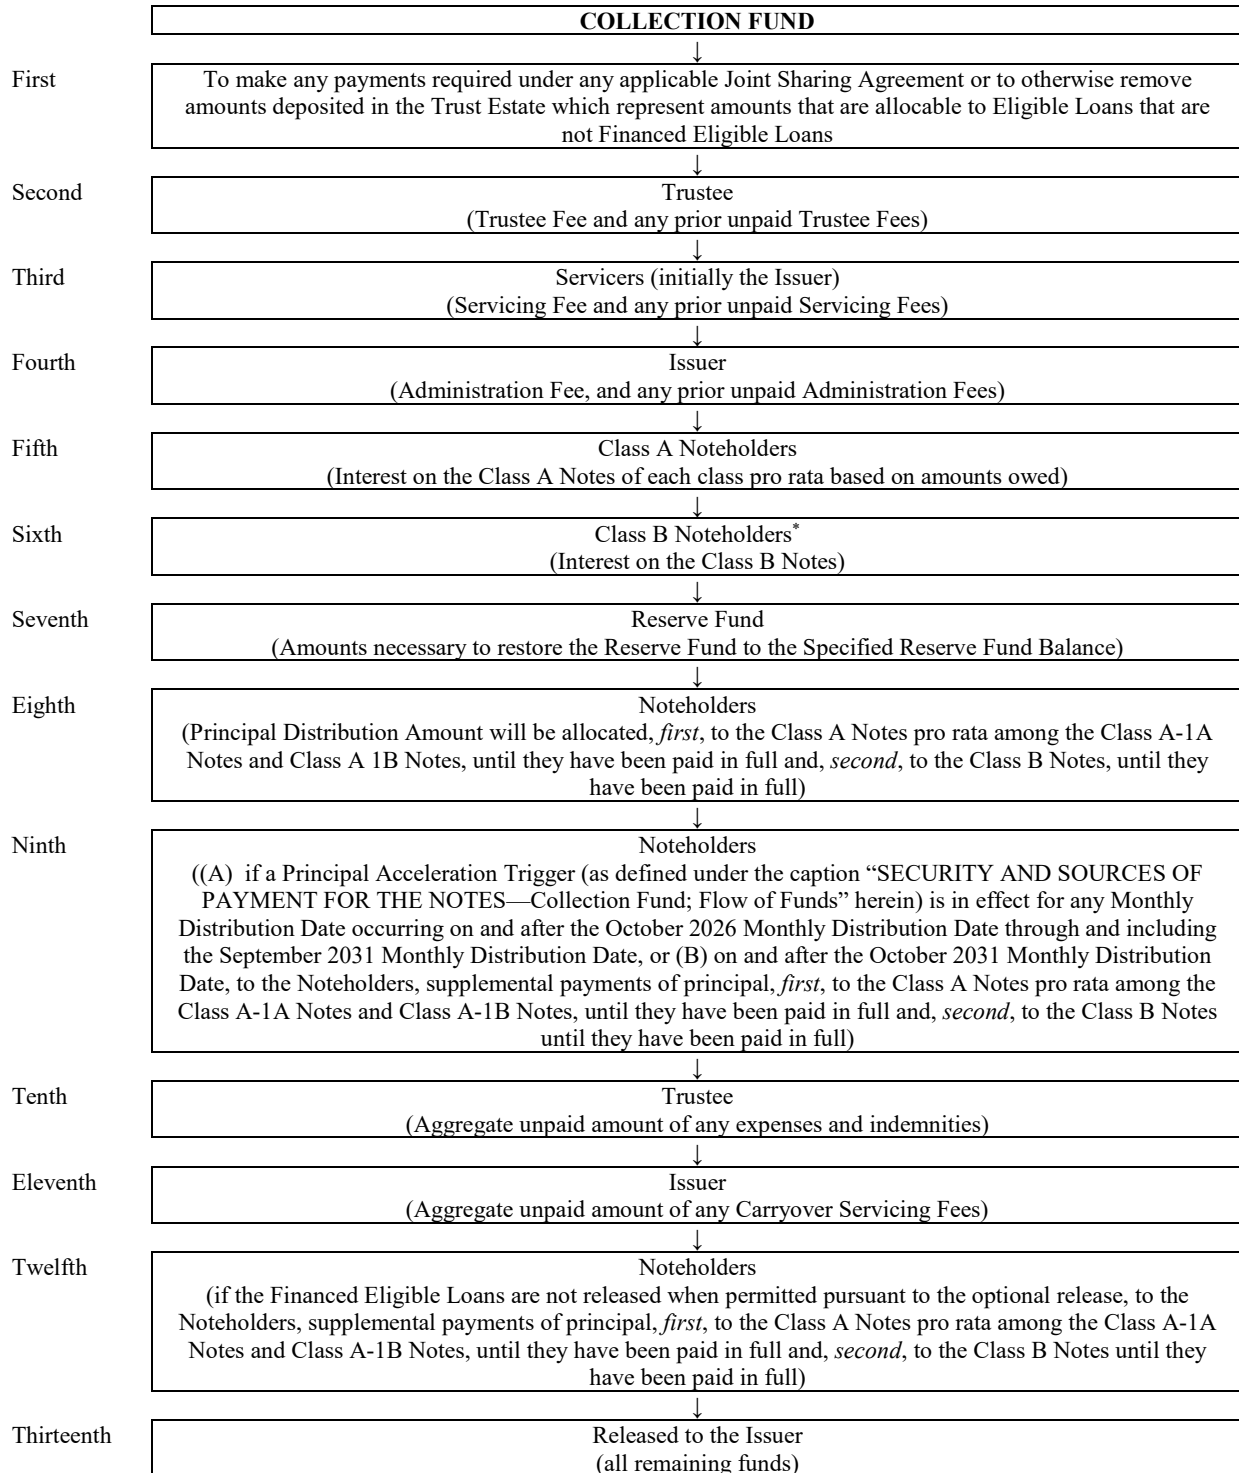 COLLECTION FUND
↓
First
To make any payments required under any applicable Joint Sharing Agreement or to otherwise remove
amounts deposited in the Trust Estate which represent amounts that are allocable to Eligible Loans that are
not Financed Eligible Loans
↓
Second
Trustee
(Trustee Fee and any prior unpaid Trustee Fees)
↓
Third
Servicers (initially the Issuer)
(Servicing Fee and any prior unpaid Servicing Fees)
↓
Fourth
Issuer
(Administration Fee, and any prior unpaid Administration Fees)
↓
Fifth
Class A Noteholders
(Interest on the Class A Notes of each class pro rata based on amounts owed)
↓
Sixth
Class B Noteholders*
(Interest on the Class B Notes)
↓
Seventh
Reserve Fund
(Amounts necessary to restore the Reserve Fund to the Specified Reserve Fund Balance)
↓
Eighth
Noteholders
(Principal Distribution Amount will be allocated, first, to the Class A Notes pro rata among the Class A-1A
Notes and Class A 1B Notes, until they have been paid in full and, second, to the Class B Notes, until they
have been paid in full)
↓
Ninth
Noteholders
((A) if a Principal Acceleration Trigger (as defined under the caption “SECURITY AND SOURCES OF
PAYMENT FOR THE NOTES—Collection Fund; Flow of Funds” herein) is in effect for any Monthly
Distribution Date occurring on and after the October 2026 Monthly Distribution Date through and including
the September 2031 Monthly Distribution Date, or (B) on and after the October 2031 Monthly Distribution
Date, to the Noteholders, supplemental payments of principal, first, to the Class A Notes pro rata among the
Class A-1A Notes and Class A-1B Notes, until they have been paid in full and, second, to the Class B Notes
until they have been paid in full)
↓
Tenth
Trustee
(Aggregate unpaid amount of any expenses and indemnities)
↓
Eleventh
Issuer
(Aggregate unpaid amount of any Carryover Servicing Fees)
↓
Twelfth
Noteholders
(if the Financed Eligible Loans are not released when permitted pursuant to the optional release, to the
Noteholders, supplemental payments of principal, first, to the Class A Notes pro rata among the Class A-1A
Notes and Class A-1B Notes, until they have been paid in full and, second, to the Class B Notes until they
have been paid in full)
↓
Thirteenth
Released to the Issuer
(all remaining funds)